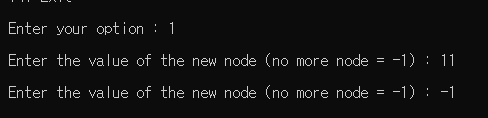 Enter your option : 1
Enter the value of the new node (no more node = -1) : 11
Enter the value of the new node (no more node = -1) : -1